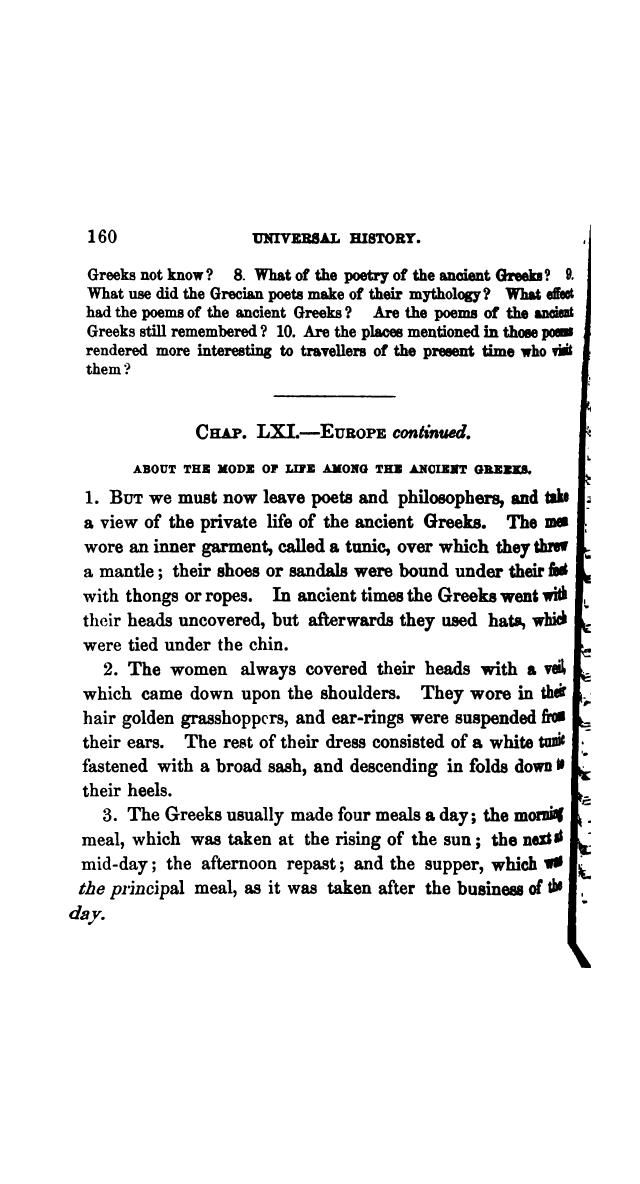 160 UNIVERSAL HISTORY.
Greeks not know? 8. What of the poetry of the ancient Greeks? 9.
What use did the Grecian poets make of their mythology? What effect
had the poems of the ancient Greeks? Are the poems of the ancient
Greeks still remembered? 10. Are the places mentioned in those poems
rendered more interesting to travellers of the present time who visit
them?
CHAP. LXI.—EUROPE continued.
ABOUT THE MODE OF LIFE AMONG THE ANCIENT GREEKS.
1. BUT we must now leave poets and philosophers, and take
a view of the private life of the ancient Greeks. The men
wore an inner garment, called a tunic, over which they threw
a mantle; their shoes or sandals were bound under their feet
with thongs or ropes. In ancient times the Greeks went with
their heads uncovered, but afterwards they used hats, which
were tied under the chin.
2. The women always covered their heads with a veil,
which came down upon the shoulders. They wore in their
hair golden grasshoppers, and ear-rings were suspended from
their ears. The rest of their dress consisted of a white tunic
fastened with a broad sash, and descending in folds down to
their heels.
3. The Greeks usually made four meals a day; the morning
meal, which was taken at the rising of the sun; the next at
mid-day; the afternoon repast; and the supper, which was
the principal meal, as it was taken after the business of the
day.